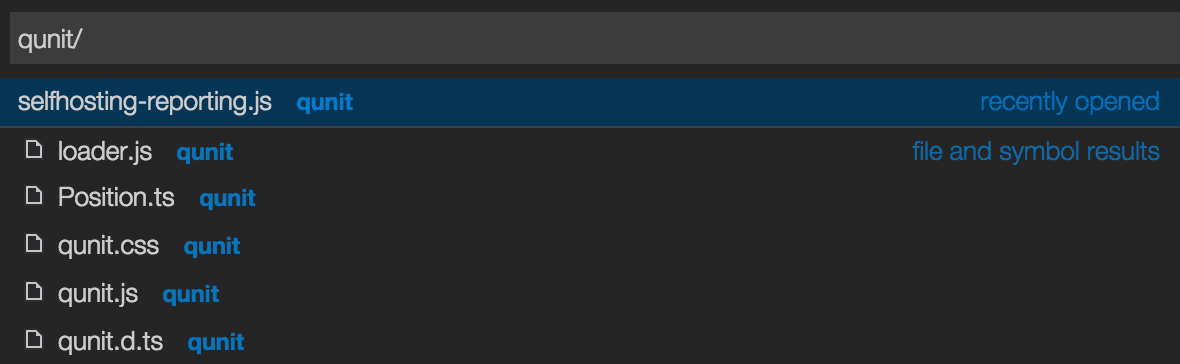 qunit/
selfhosting-reporting.js qunit recently opened
loader.js qunit file and symbol results
Position.ts qunit
qunit.css qunit
qunit.js qunit
qunit.d.ts qunit